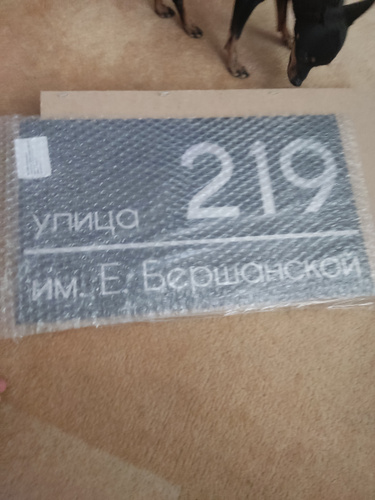 улица 219
им. Е. Бершанской